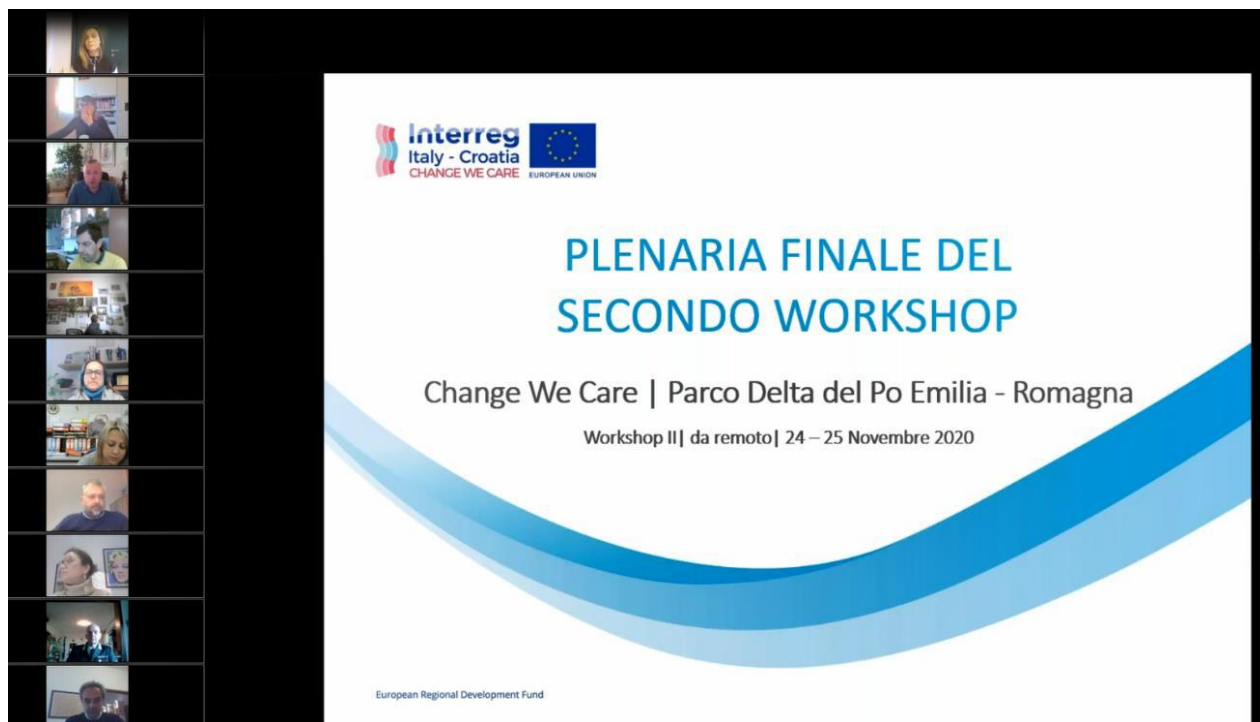 Interreg
Italy - Croatia
CHANGE WE CARE
EUROPEAN UNION
PLENARIA FINALE DEL
SECONDO WORKSHOP
Change We Care | Parco Delta del Po Emilia - Romagna
Workshop II| da remoto| 24 – 25 Novembre 2020
European Regional Development Fund